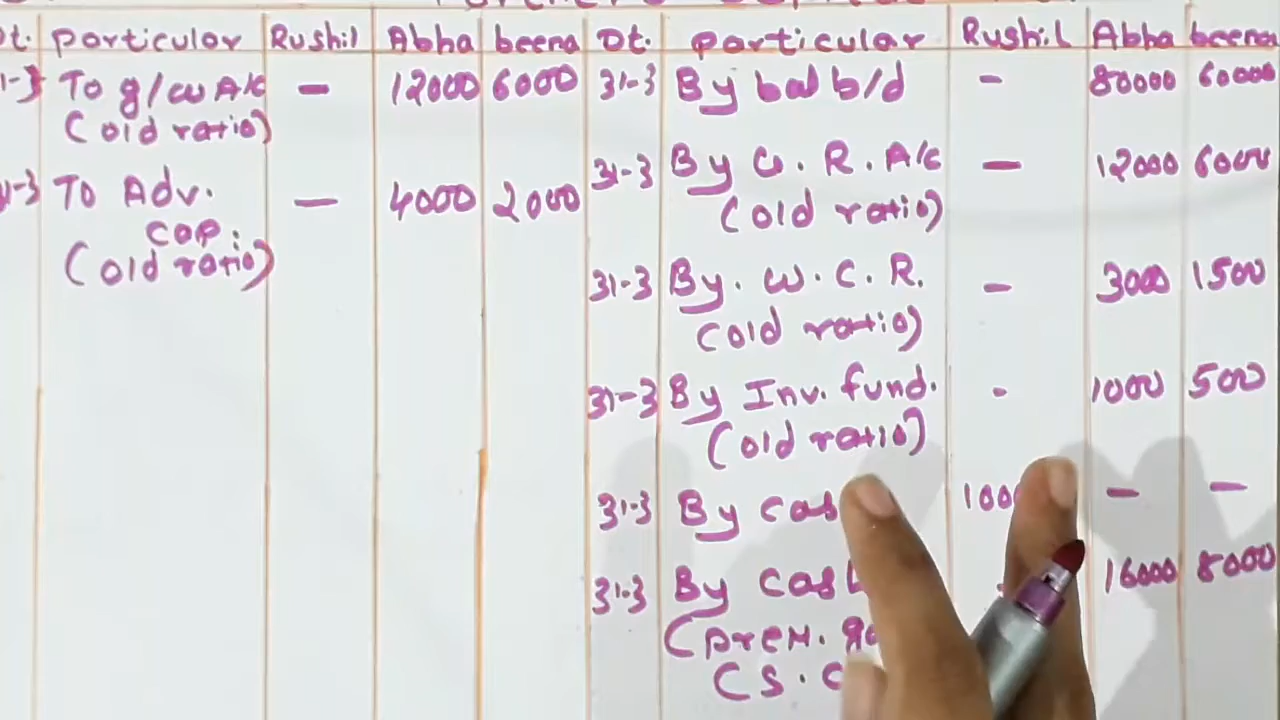 Dt. particular Rushil Abha beena Dt. particular Rushil Abha beena
To g/w A/c — 12000 6000 31-3 By bal b/d - 80000 60000
(old ratio)
31-3 By G. R. A/c — 12000 6000
To Adv. — 4000 2000 (old ratio)
cop.
(old ratio) 31-3 By. W. C. R. - 3000 1500
(old ratio)
31-3 By Inv. fund. - 1000 500
(old ratio)
31-3 By — —
31-3 By 16000 8000
(prem.
(S.